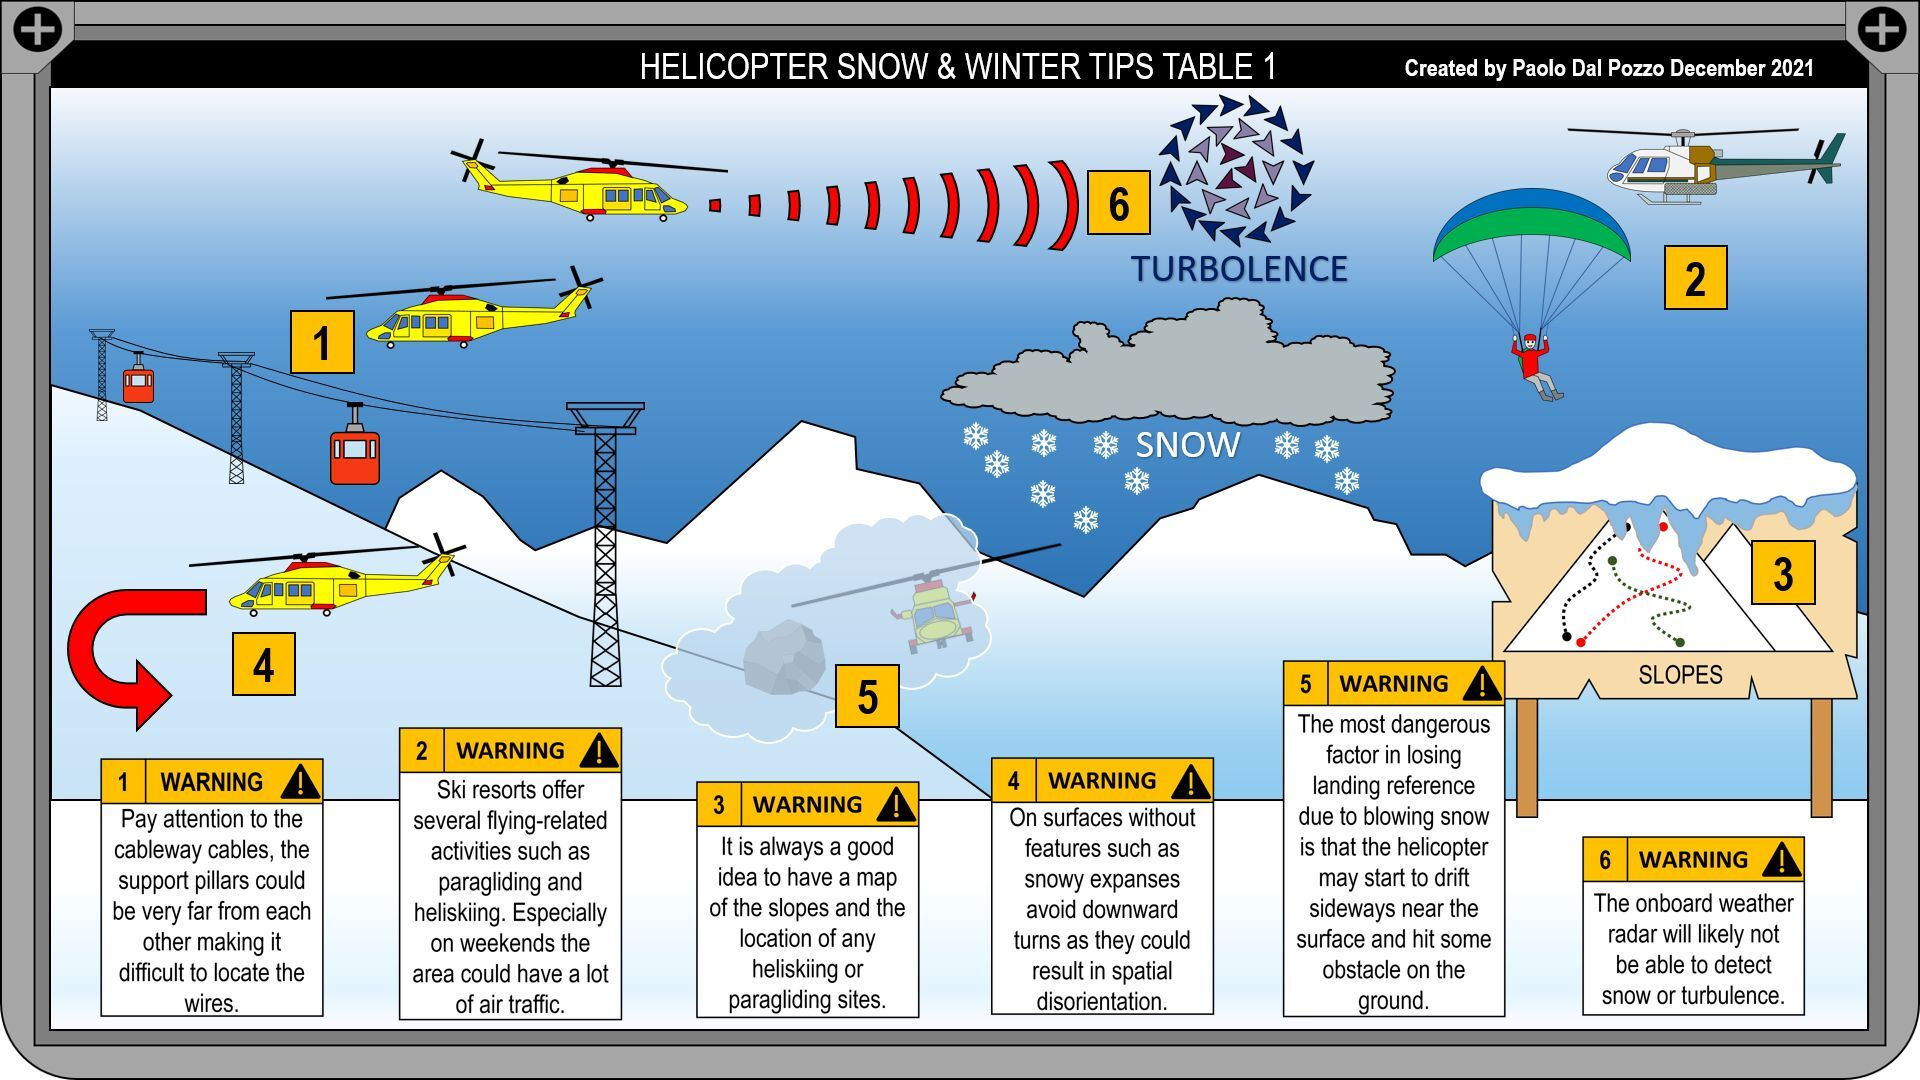 HELICOPTER SNOW & WINTER TIPS TABLE 1
Created by Paolo Dal Pozzo December 2021
6
TURBOLENCE
2
1
SNOW
3
SLOPES
4
5
1 WARNING
Pay attention to the
cableway cables, the
support pillars could
be very far from each
other making it
difficult to locate the
wires.
2 WARNING
Ski resorts offer
several flying-related
activities such as
paragliding and
heliskiing. Especially
on weekends the
area could have a lot
of air traffic.
3 WARNING
It is always a good
idea to have a map
of the slopes and the
location of any
heliskiing or
paragliding sites.
4 WARNING
On surfaces without
features such as
snowy expanses
avoid downward
turns as they could
result in spatial
disorientation.
5 WARNING
The most dangerous
factor in losing
landing reference
due to blowing snow
is that the helicopter
may start to drift
sideways near the
surface and hit some
obstacle on the
ground.
6 WARNING
The onboard weather
radar will likely not
be able to detect
snow or turbulence.